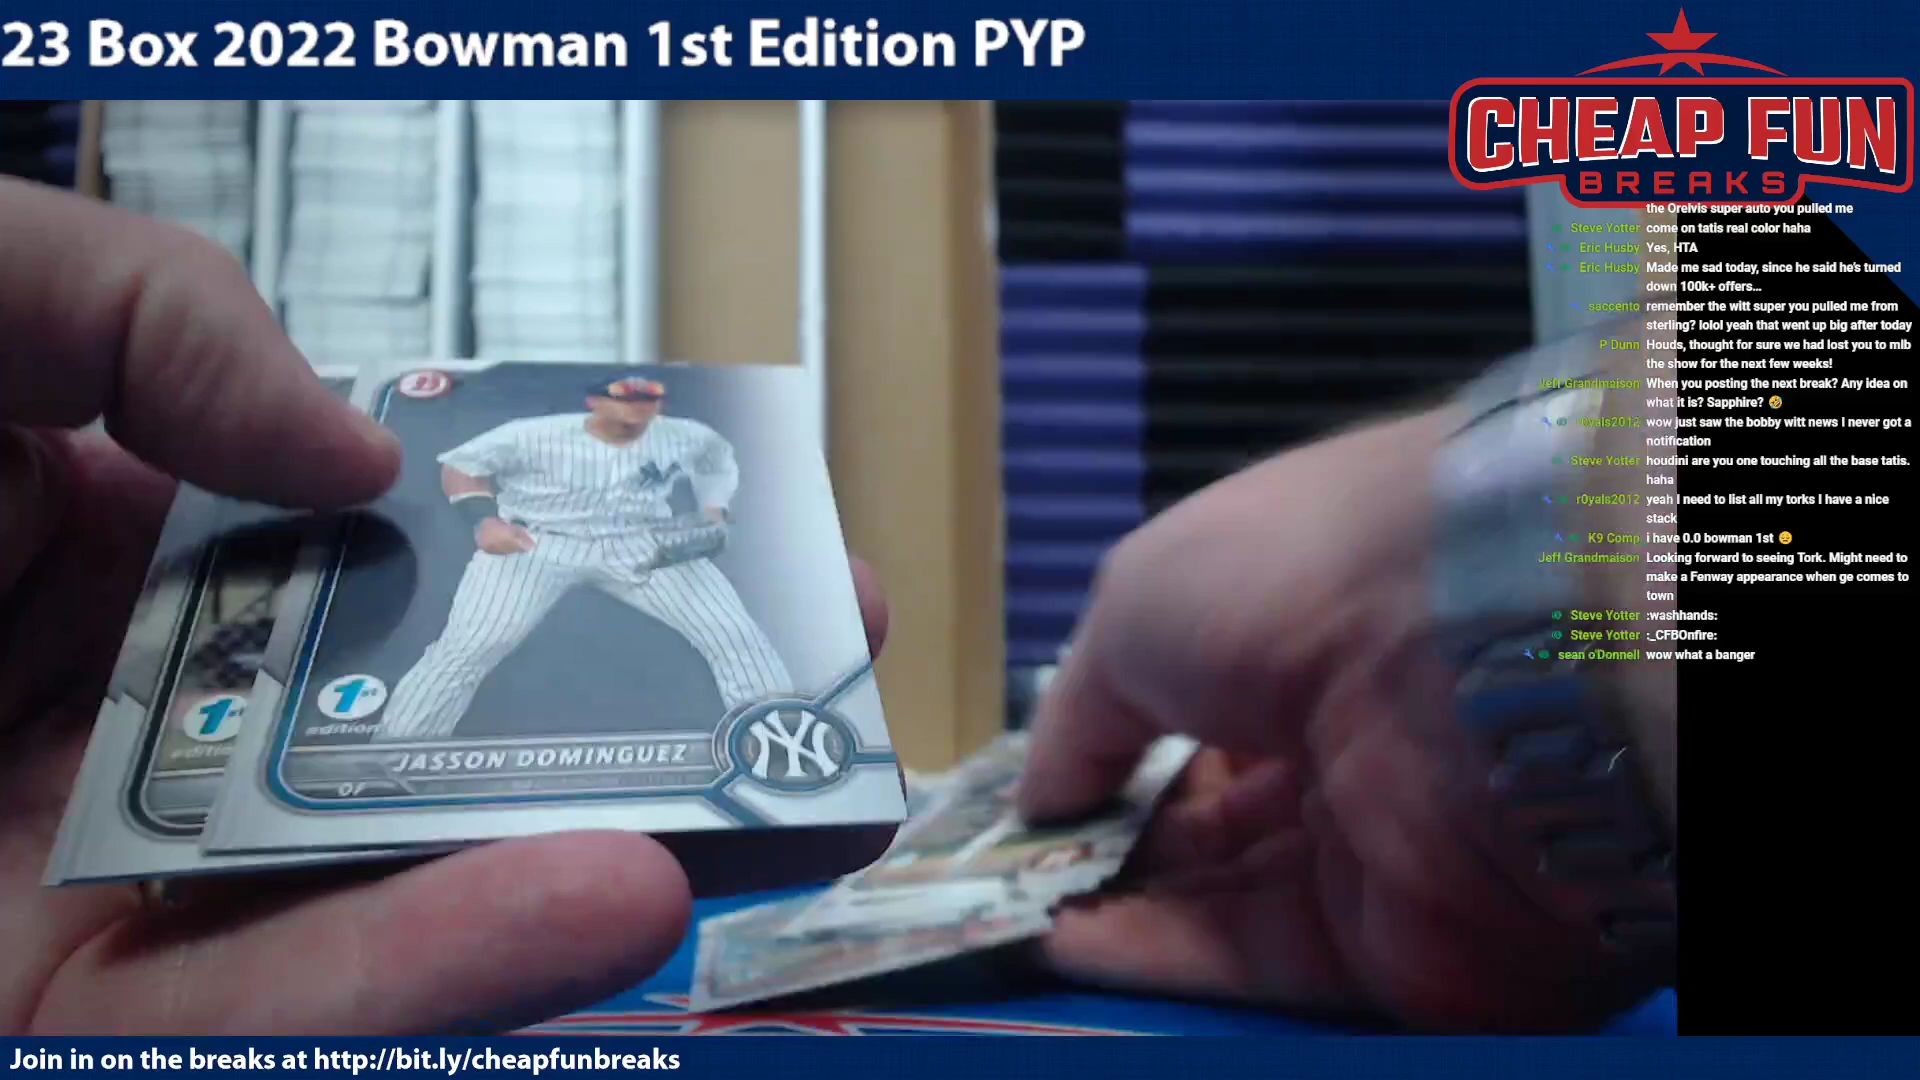 23 Box 2022 Bowman 1st Edition PYP
CHEAP FUN
BREAKS
the Orelvis super auto you pulled me
Steve Yotter come on tatis real color haha
Eric Husby Yes, HTA
Eric Husby Made me sad today, since he said he's turned
down 100k+ offers...
saccento remember the witt super you pulled me from
sterling? lolol yeah that went up big after today
P Dunn Houds, thought for sure we had lost you to mlb
the show for the next few weeks!
Jeff Grandmaison When you posting the next break? Any idea on
what it is? Sapphire? 🤣
r0yals2012 wow just saw the bobby witt news I never got a
notification
Steve Yotter houdini are you one touching all the base tatis.
haha
r0yals2012 yeah I need to list all my torks I have a nice
stack
K9 Comp i have 0.0 bowman 1st 😔
Jeff Grandmaison Looking forward to seeing Tork. Might need to
make a Fenway appearance when ge comes to
town
Steve Yotter :washhands:
Steve Yotter :_CFBOnfire:
sean o'Donnell wow what a banger
1st
edition
JASSON DOMINGUEZ
OF
NY
1st
editio
Join in on the breaks at http://bit.ly/cheapfunbreaks